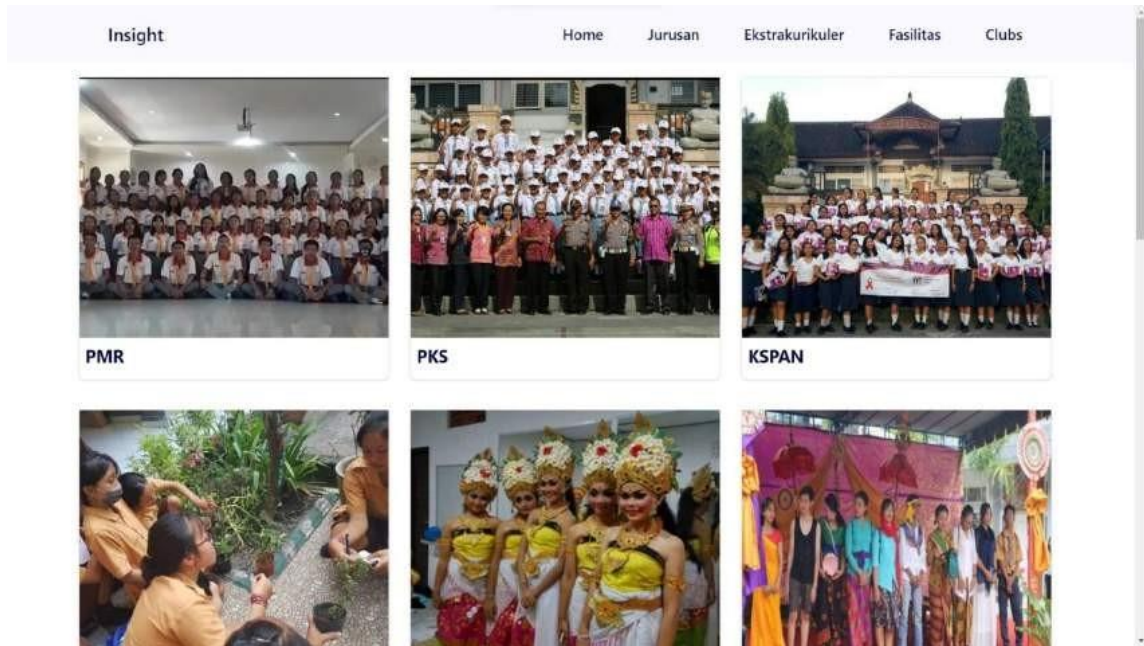 Insight
Home Jurusan Ekstrakurikuler Fasilitas Clubs
PMR
PKS
KSPAN